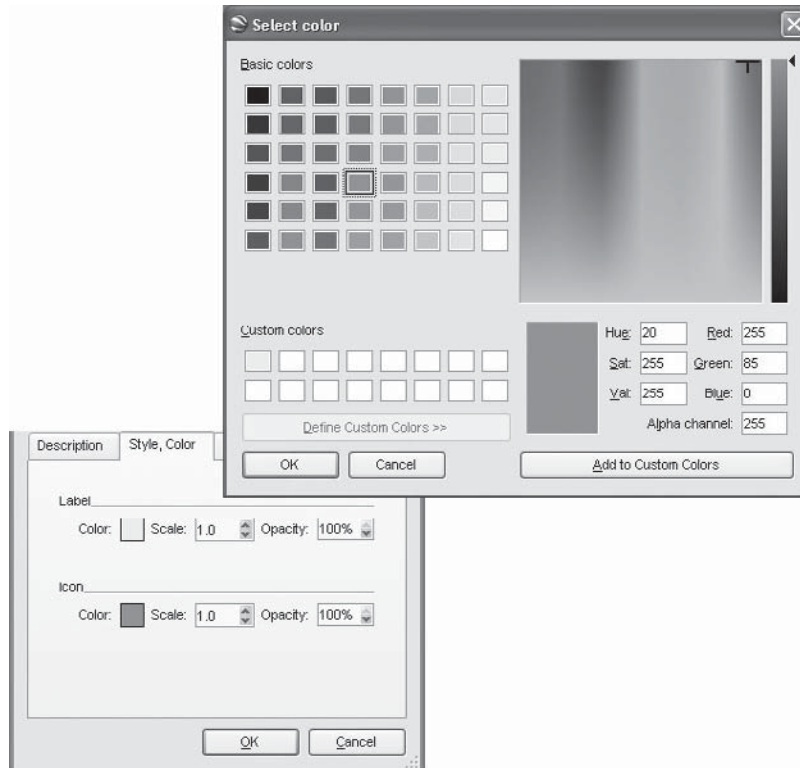 Select color
Basic colors
Custom colors
Define Custom Colors >>
OK Cancel
Hue: 20 Red: 255
Sat: 255 Green: 85
Val: 255 Blue: 0
Alpha channel: 255
Add to Custom Colors
Description Style, Color
Label
Color: Scale: 1.0 Opacity: 100%
Icon
Color: Scale: 1.0 Opacity: 100%
OK Cancel